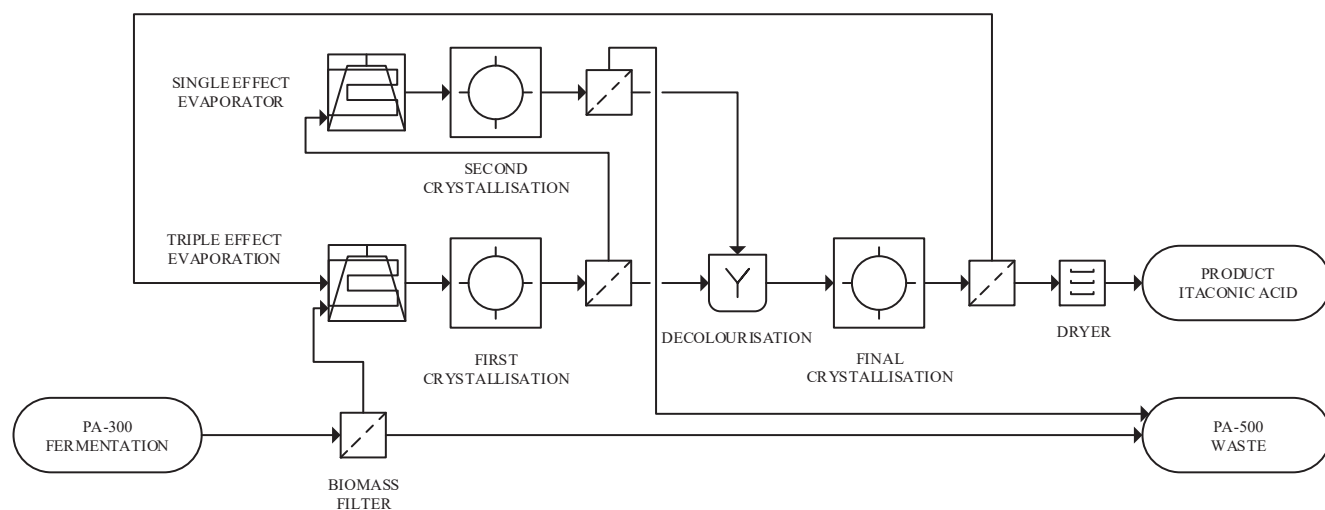 SINGLE EFFECT
EVAPORATOR
SECOND
CRYSTALLISATION
TRIPLE EFFECT
EVAPORATION
FIRST
CRYSTALLISATION
DECOLOURISATION
FINAL
CRYSTALLISATION
DRYER
PRODUCT
ITACONIC ACID
PA-300
FERMENTATION
BIOMASS
FILTER
PA-500
WASTE